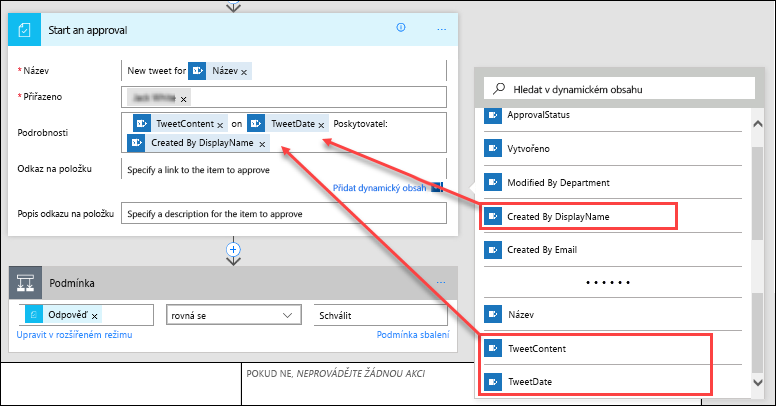 Start an approval
* Název
New tweet for Název x
* Přiřazeno
x
Podrobnosti
TweetContent x on TweetDate x Poskytovatel:
Created By DisplayName x
Odkaz na položku
Specify a link to the item to approve
Přidat dynamický obsah
Popis odkazu na položku
Specify a description for the item to approve
Podmínka
Odpověď x
rovná se
Schválit
Upravit v rozšířeném režimu
Podmínka sbalení
POKUD NE, NEPROVÁDĚJTE ŽÁDNOU AKCI
Hledat v dynamickém obsahu
ApprovalStatus
Vytvořeno
Modified By Department
Created By DisplayName
Created By Email
Název
TweetContent
TweetDate